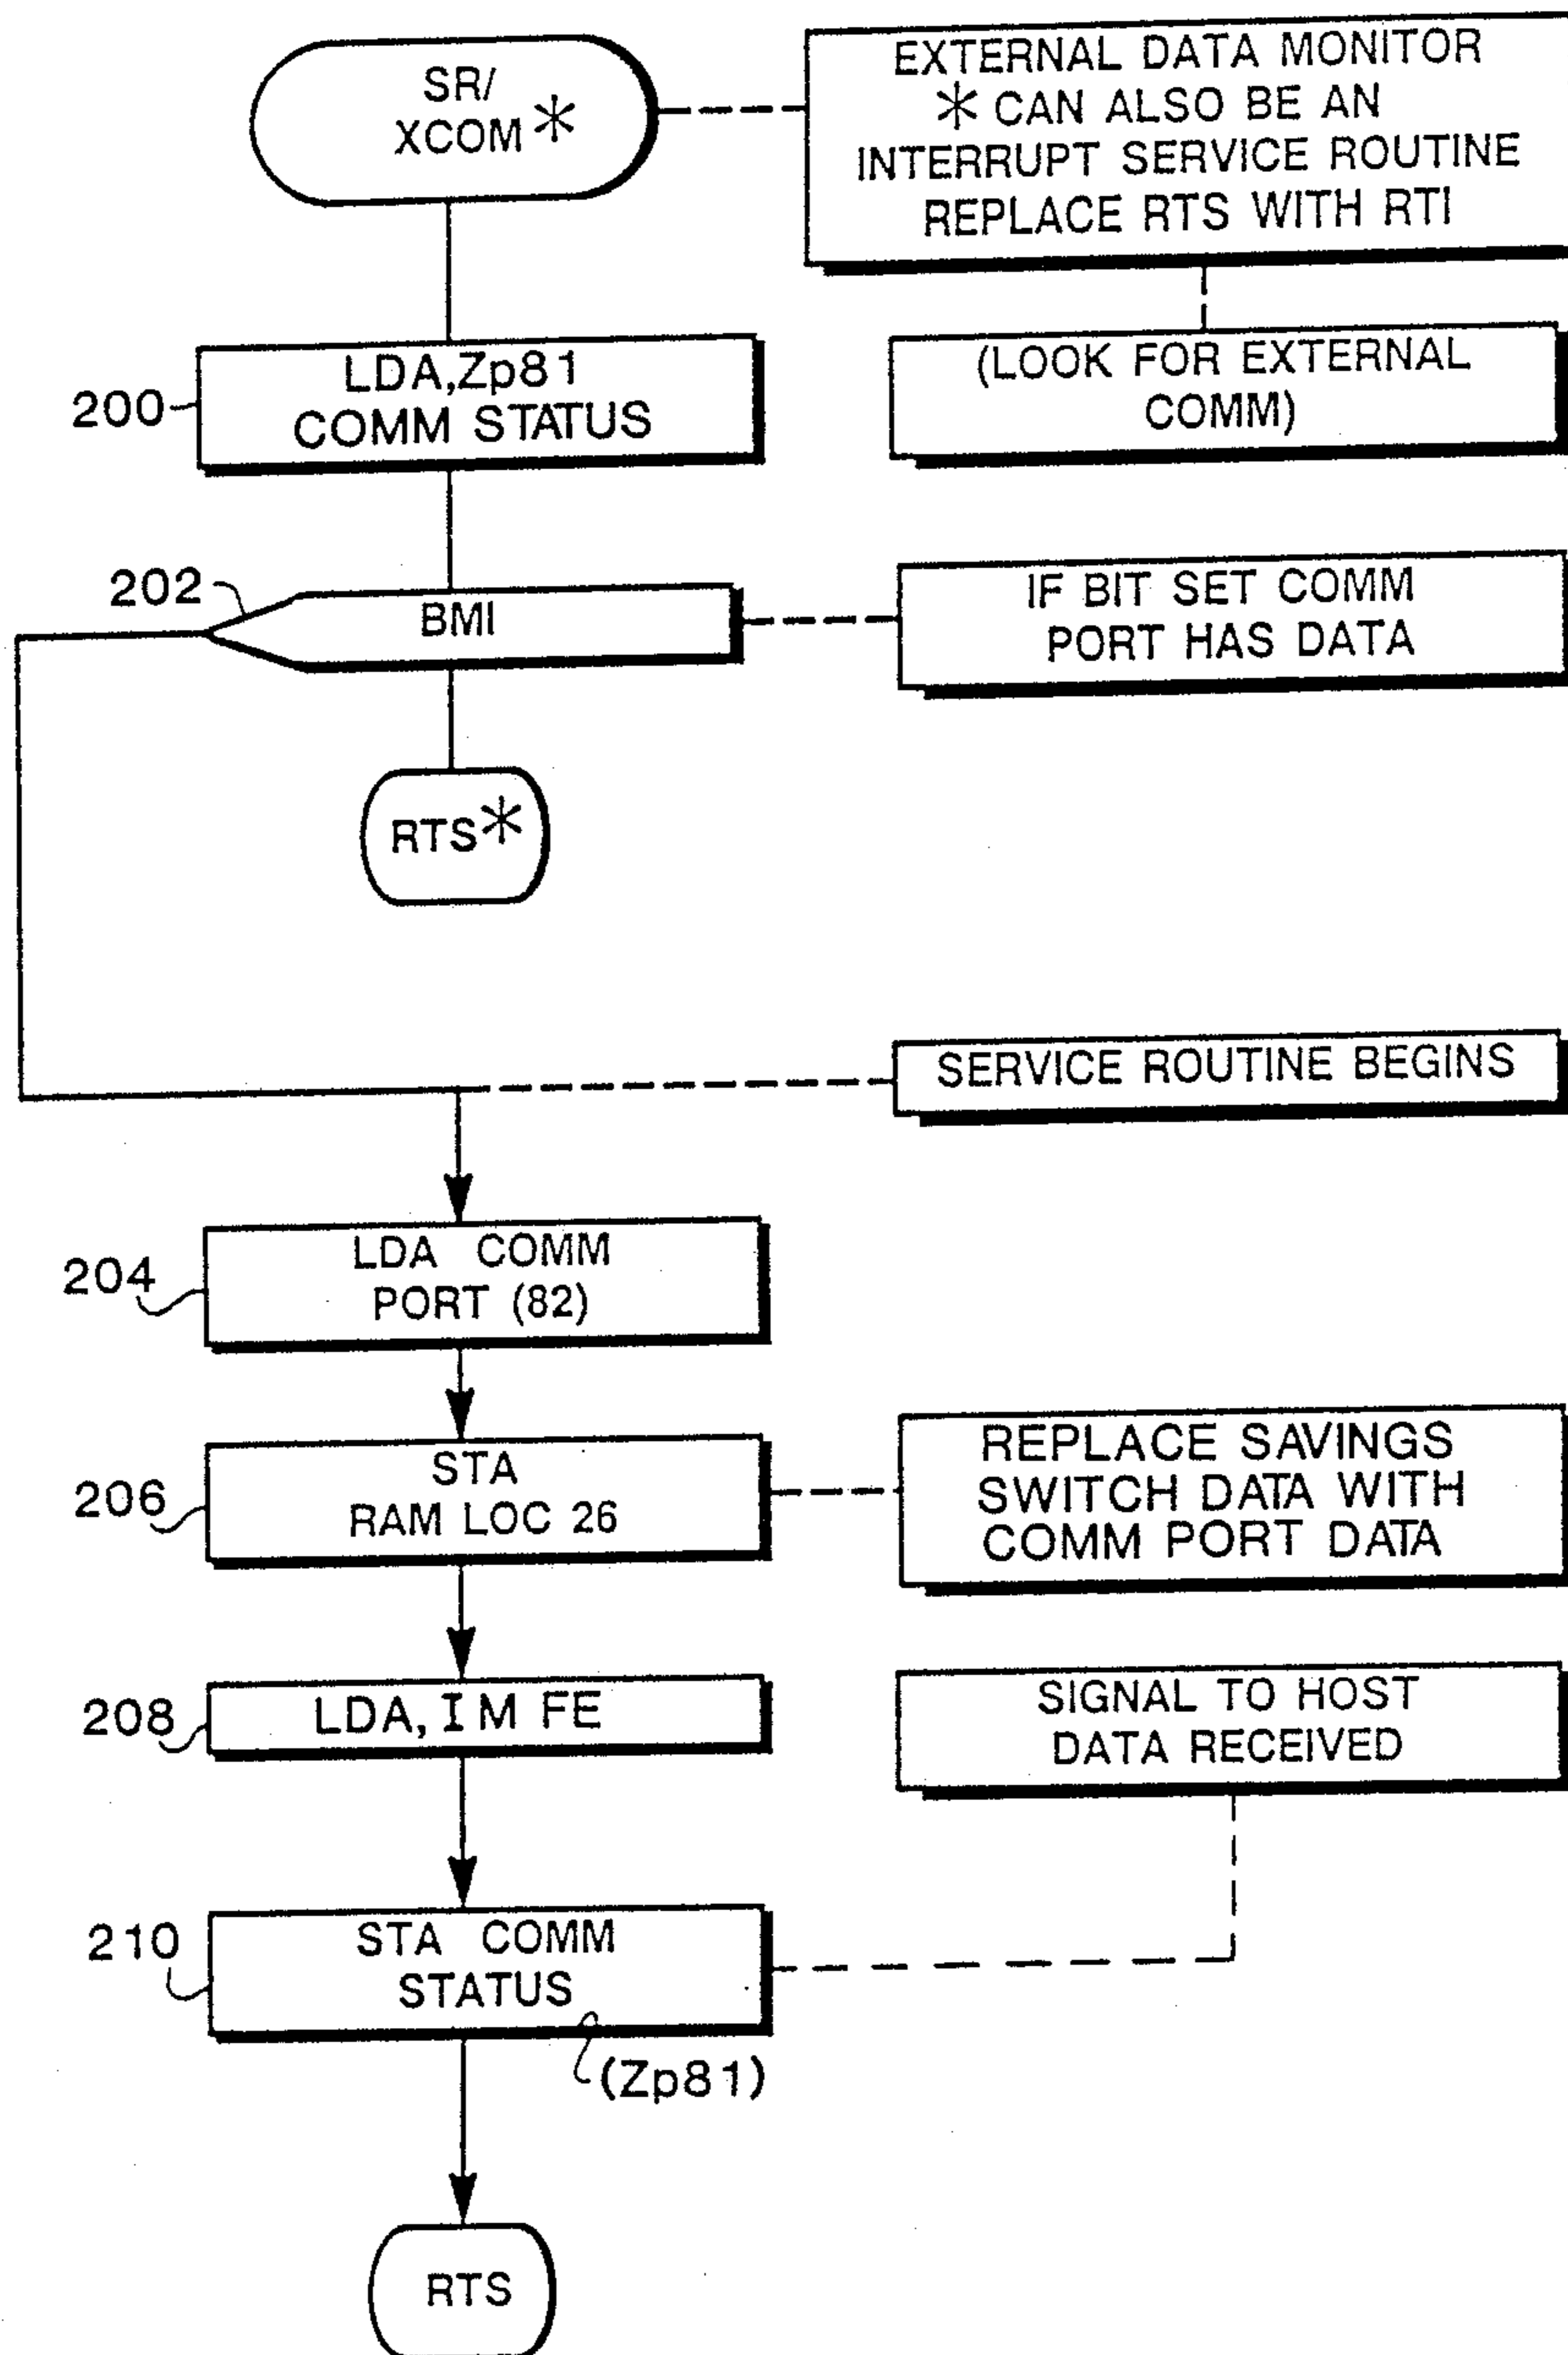 SR/
XCOM*
EXTERNAL DATA MONITOR
* CAN ALSO BE AN
INTERRUPT SERVICE ROUTINE
REPLACE RTS WITH RTI
200
LDA,Zp81
COMM STATUS
(LOOK FOR EXTERNAL
COMM)
202
BMI
IF BIT SET COMM
PORT HAS DATA
RTS*
SERVICE ROUTINE BEGINS
204
LDA COMM
PORT (82)
206
STA
RAM LOC 26
REPLACE SAVINGS
SWITCH DATA WITH
COMM PORT DATA
208
LDA, IM FE
SIGNAL TO HOST
DATA RECEIVED
210
STA COMM
STATUS
(Zp81)
RTS